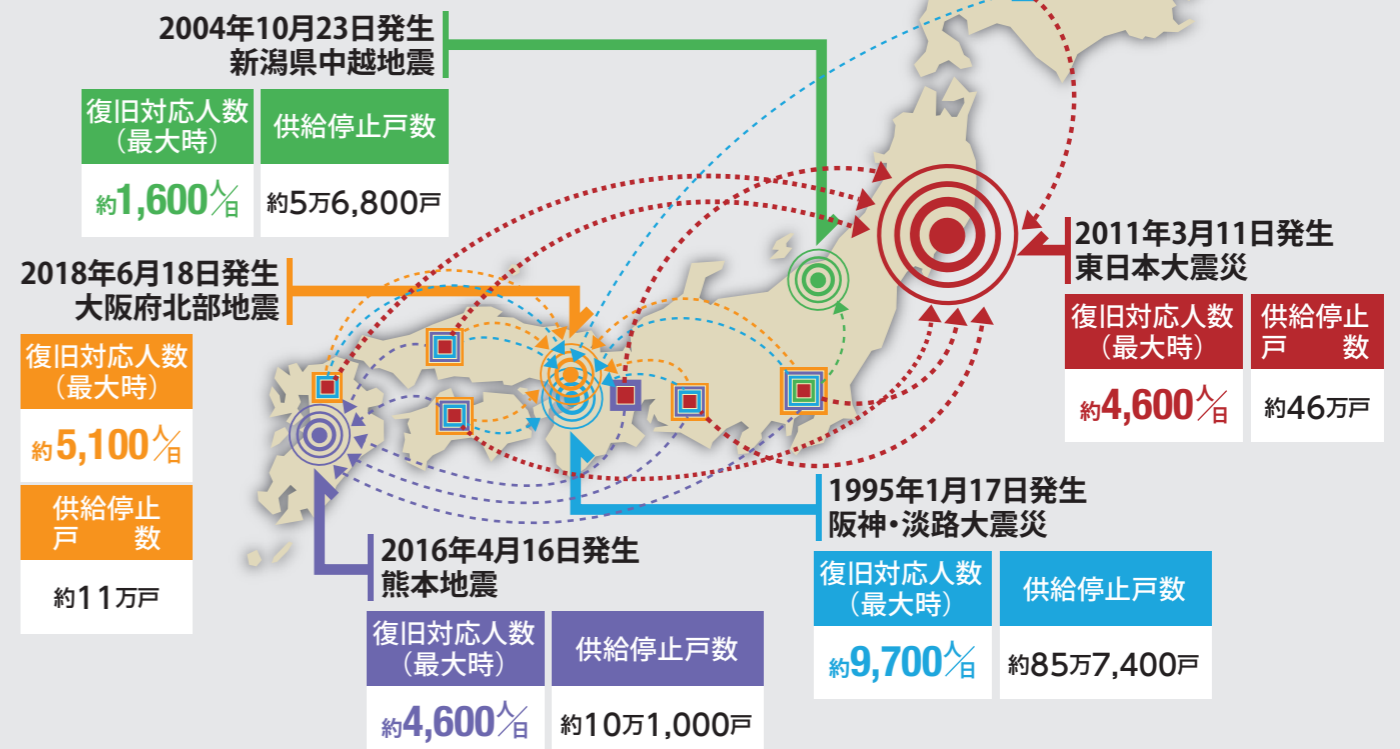 2004年10月23日発生
新潟県中越地震
復旧対応人数
（最大時）
供給停止戸数
約1,600人／日
約5万6,800戸
2018年6月18日発生
大阪府北部地震
復旧対応人数
（最大時）
約5,100人／日
供給停止
戸数
約11万戸
2011年3月11日発生
東日本大震災
復旧対応人数
（最大時）
供給停止
戸数
約4,600人／日
約46万戸
1995年1月17日発生
阪神・淡路大震災
復旧対応人数
（最大時）
供給停止戸数
約9,700人／日
約85万7,400戸
2016年4月16日発生
熊本地震
復旧対応人数
（最大時）
供給停止戸数
約4,600人／日
約10万1,000戸